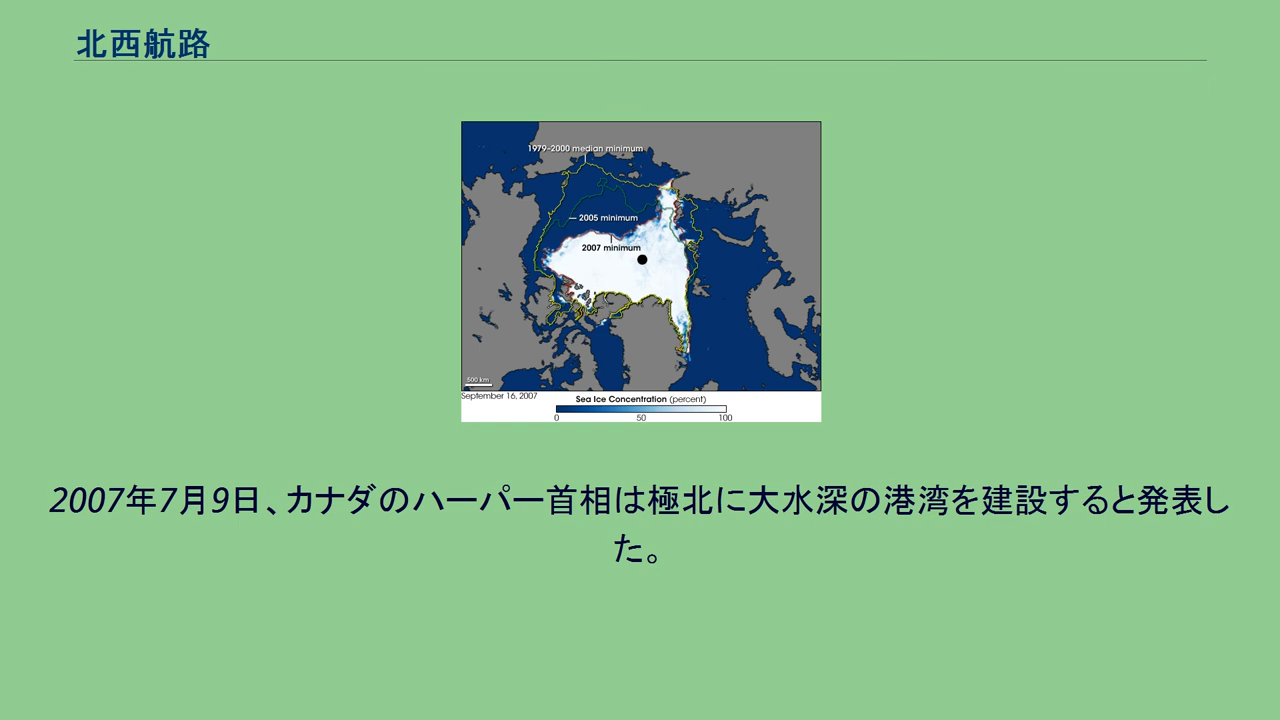 北西航路
1979-2000 median minimum
2005 minimum
2007 minimum
500 km
September 16, 2007
Sea Ice Concentration (percent)
0 50 100
2007年7月9日、カナダのハーパー首相は極北に大水深の港湾を建設すると発表し
た。